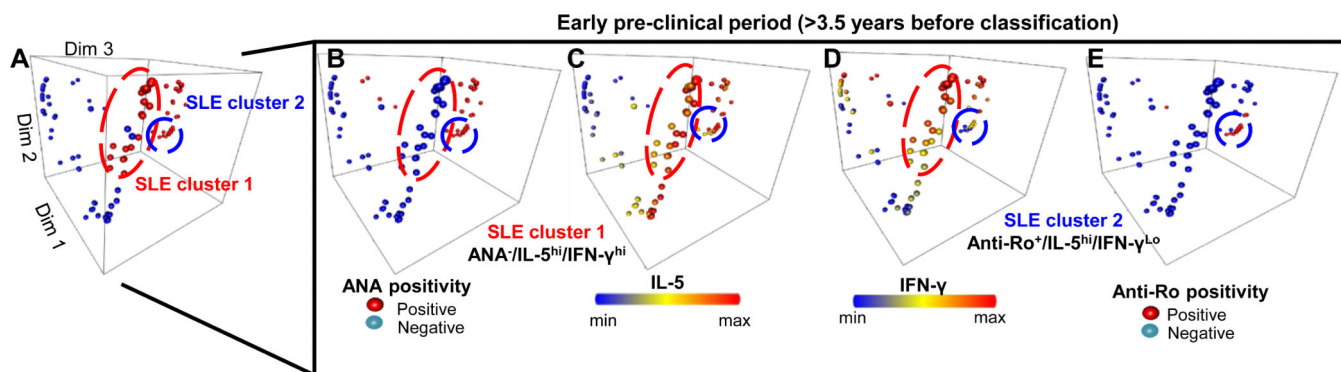 Early pre-clinical period (>3.5 years before classification)
A
Dim 3
Dim 2
Dim 1
SLE cluster 2
SLE cluster 1
B
C
D
E
SLE cluster 1
ANA⁻/IL-5ʰⁱ/IFN-γʰⁱ
SLE cluster 2
Anti-Ro⁺/IL-5ʰⁱ/IFN-γᴸᵒ
ANA positivity
Positive
Negative
IL-5
min max
IFN-γ
min max
Anti-Ro positivity
Positive
Negative